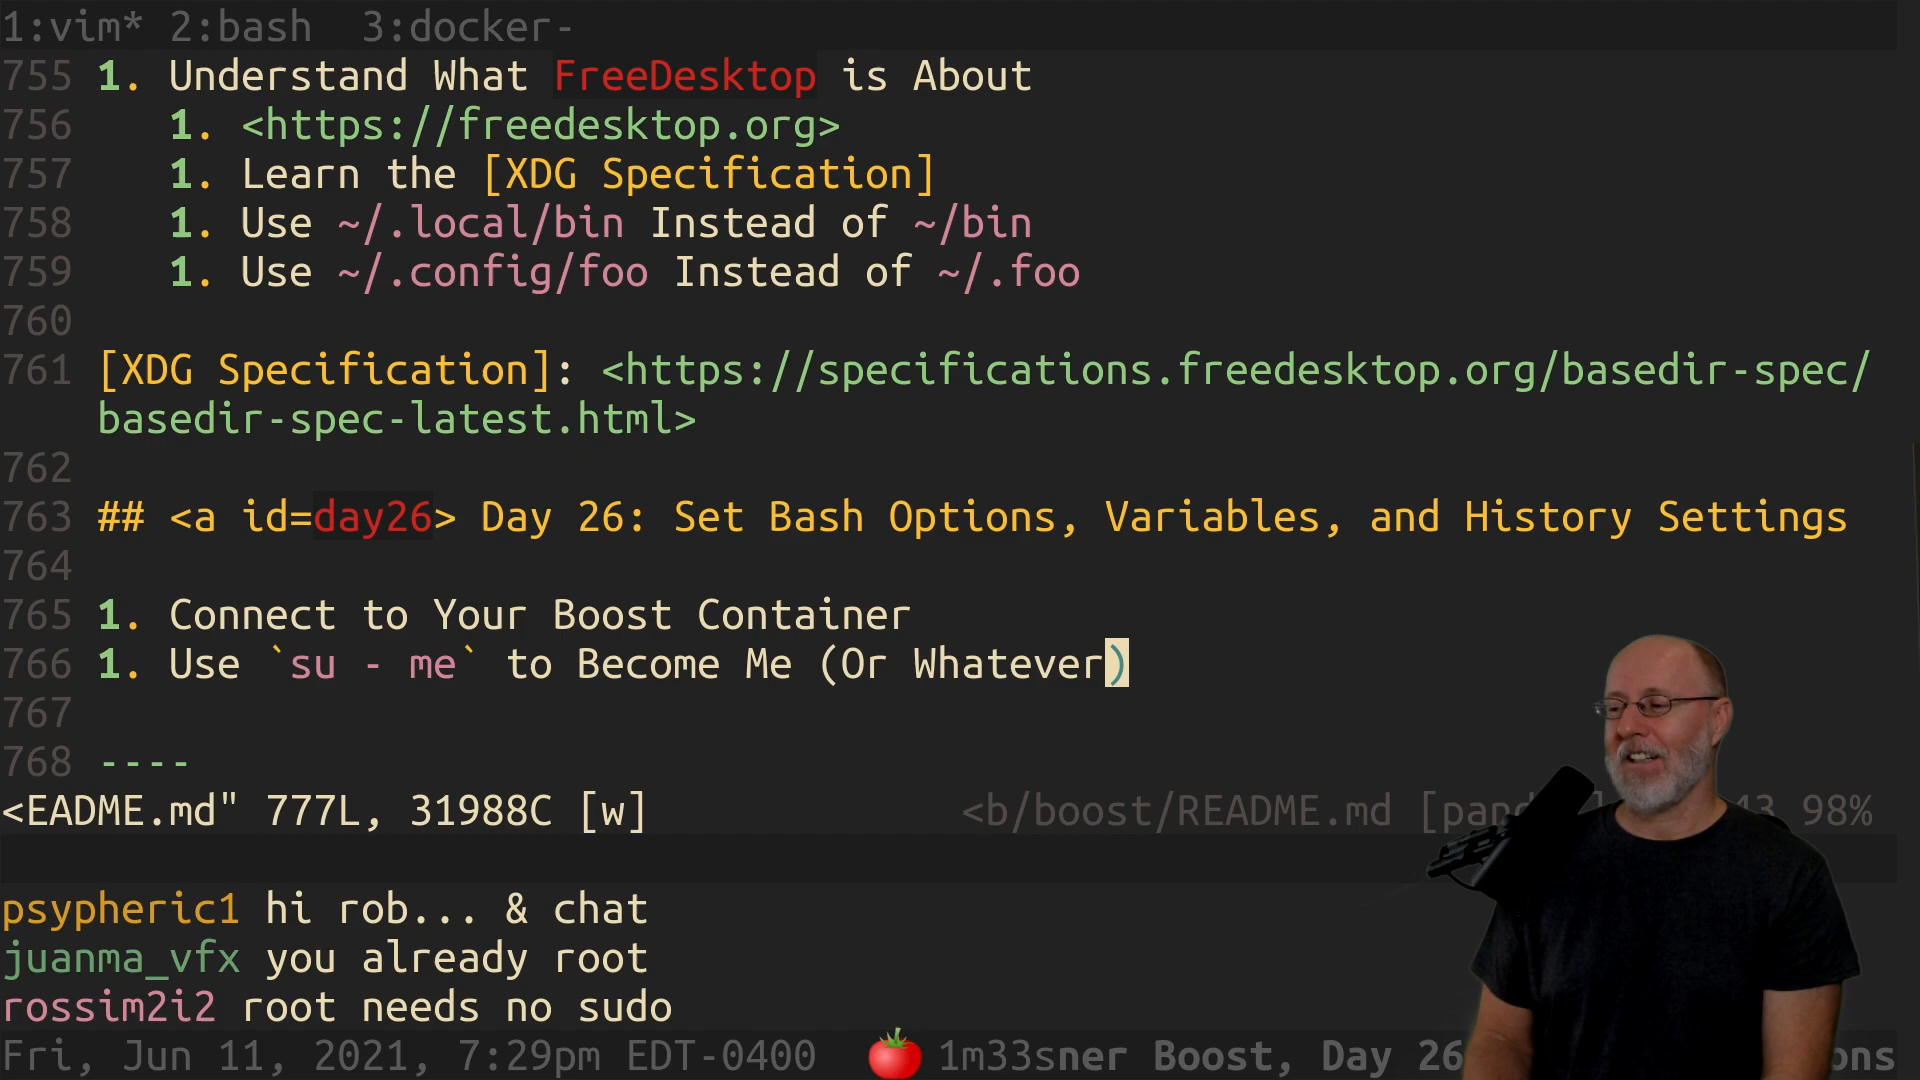 1:vim* 2:bash  3:docker-
755 1. Understand What FreeDesktop is About
756    1. <https://freedesktop.org>
757    1. Learn the [XDG Specification]
758    1. Use ~/.local/bin Instead of ~/bin
759    1. Use ~/.config/foo Instead of ~/.foo
760
761 [XDG Specification]: <https://specifications.freedesktop.org/basedir-spec/
basedir-spec-latest.html>
762
763 ## <a id=day26> Day 26: Set Bash Options, Variables, and History Settings
764
765 1. Connect to Your Boost Container
766 1. Use `su - me` to Become Me (Or Whatever)
767
768 ----
<EADME.md" 777L, 31988C [w] <b/boost/README.md 98%
psypheric1 hi rob... & chat
juanma_vfx you already root
rossim2i2 root needs no sudo
Fri, Jun 11, 2021, 7:29pm EDT-0400 🍅 1m33sner Boost, Day 26